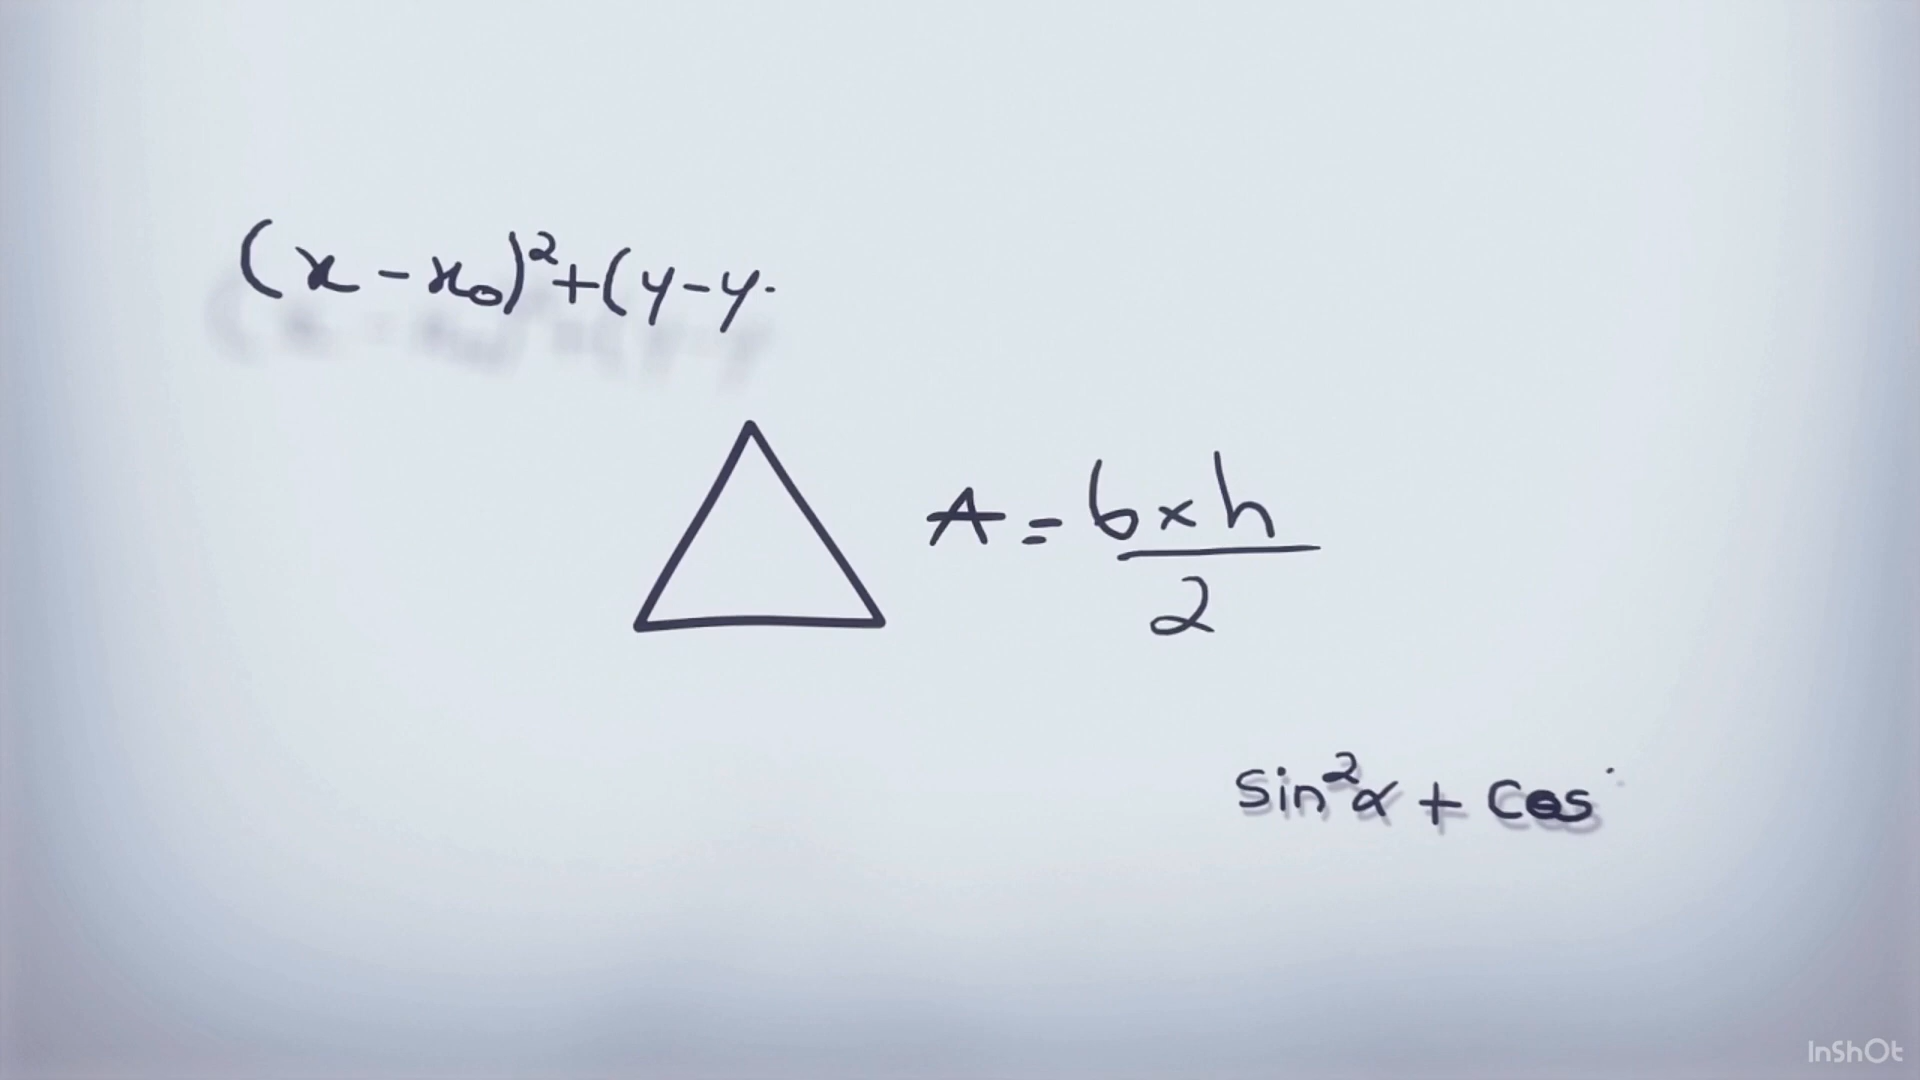 (x - x₀)²+(y-y
A = b×h
2
sin²α + cos
InShOt